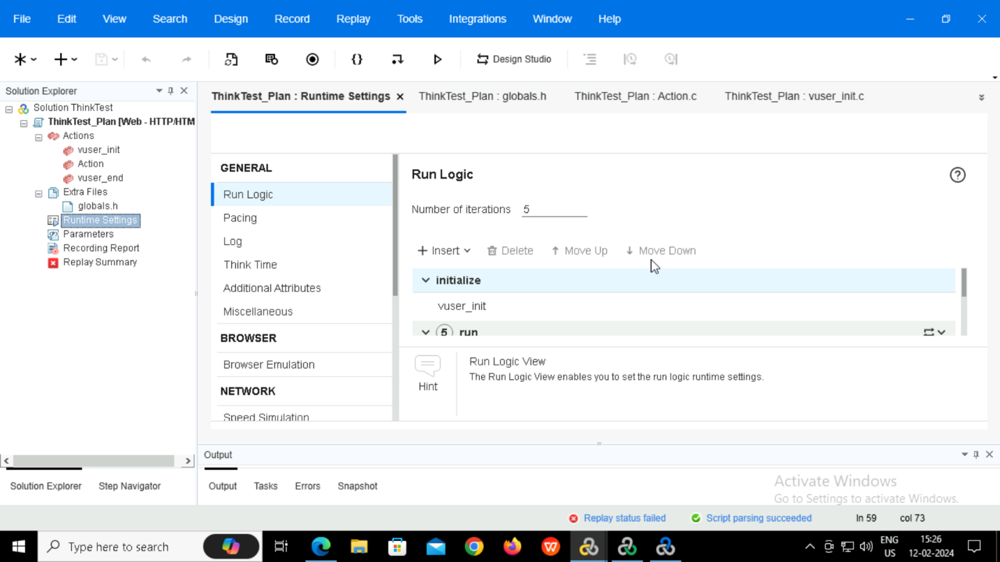 File Edit View Search Design Record Replay Tools Integrations Window Help
Design Studio
Solution Explorer
Solution ThinkTest
ThinkTest_Plan [Web - HTTP/HTM
Actions
vuser_init
Action
vuser_end
Extra Files
globals.h
Runtime Settings
Parameters
Recording Report
Replay Summary
Solution Explorer Step Navigator
ThinkTest_Plan : Runtime Settings ThinkTest_Plan : globals.h ThinkTest_Plan : Action.c ThinkTest_Plan : vuser_init.c
GENERAL
Run Logic
Pacing
Log
Think Time
Additional Attributes
Miscellaneous
BROWSER
Browser Emulation
NETWORK
Speed Simulation
Run Logic
Number of iterations 5
Insert Delete Move Up Move Down
initialize
vuser_init
5 run
Hint
Run Logic View
The Run Logic View enables you to set the run logic runtime settings.
Output
Output Tasks Errors Snapshot
Activate Windows
Go to Settings to activate Windows.
Replay status failed Script parsing succeeded ln 59 col 73
Type here to search
ENG
US
15:26
12-02-2024